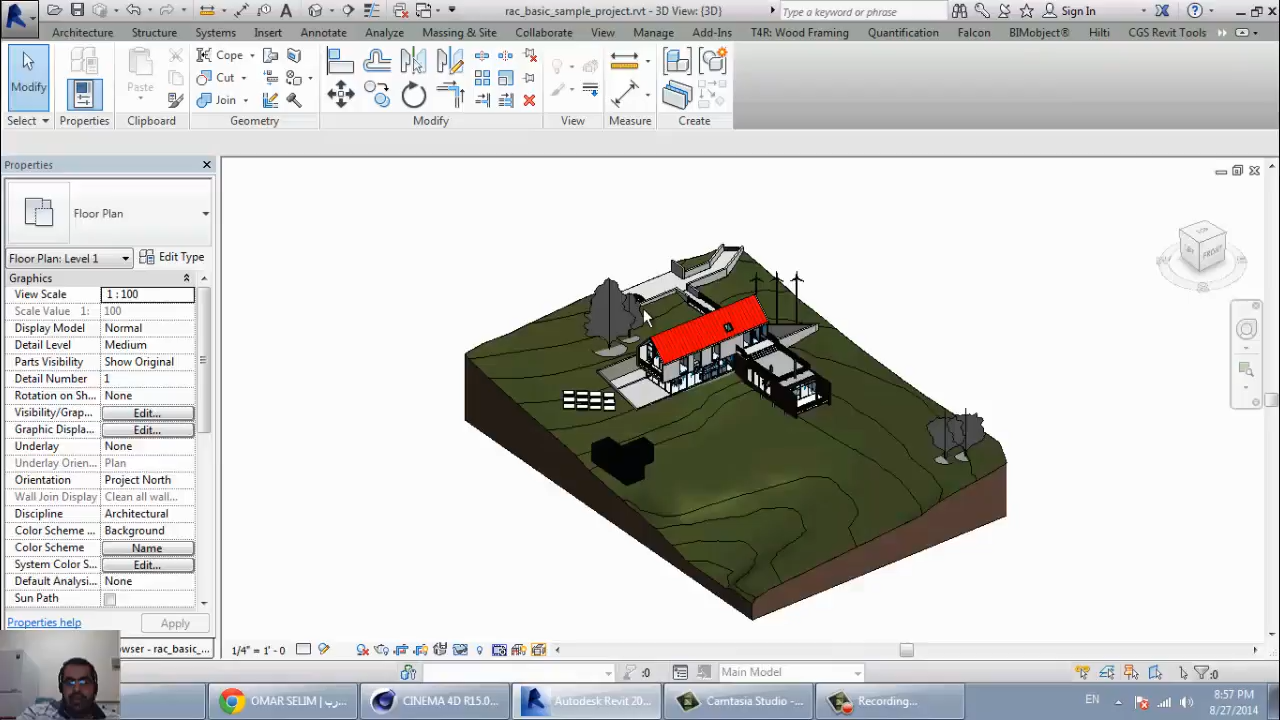 rac_basic_sample_project.rvt - 3D View: {3D}
Type a keyword or phrase
Sign In
Architecture Structure Systems Insert Annotate Analyze Massing & Site Collaborate View Manage Add-Ins T4R: Wood Framing Quantification Falcon BIMobject® Hilti CGS Revit Tools
Modify
Paste
Cope
Cut
Join
Select Properties Clipboard Geometry Modify View Measure Create
Properties
Floor Plan
Floor Plan: Level 1 Edit Type
Graphics
View Scale 1 : 100
Scale Value 1: 100
Display Model Normal
Detail Level Medium
Parts Visibility Show Original
Detail Number 1
Rotation on Sh... None
Visibility/Grap... Edit...
Graphic Displa... Edit...
Underlay None
Underlay Orien... Plan
Orientation Project North
Wall Join Display Clean all wall...
Discipline Architectural
Color Scheme ... Background
Color Scheme Name
System Color S... Edit...
Default Analysi... None
Sun Path
Properties help Apply
TOP
FRONT
owser - rac_basic_...
1/4" = 1'- 0
:0
Main Model
:0
OMAR SELIM | رب...
CINEMA 4D R15.0...
Autodesk Revit 20...
Camtasia Studio -...
Recording...
EN
8:57 PM
8/27/2014